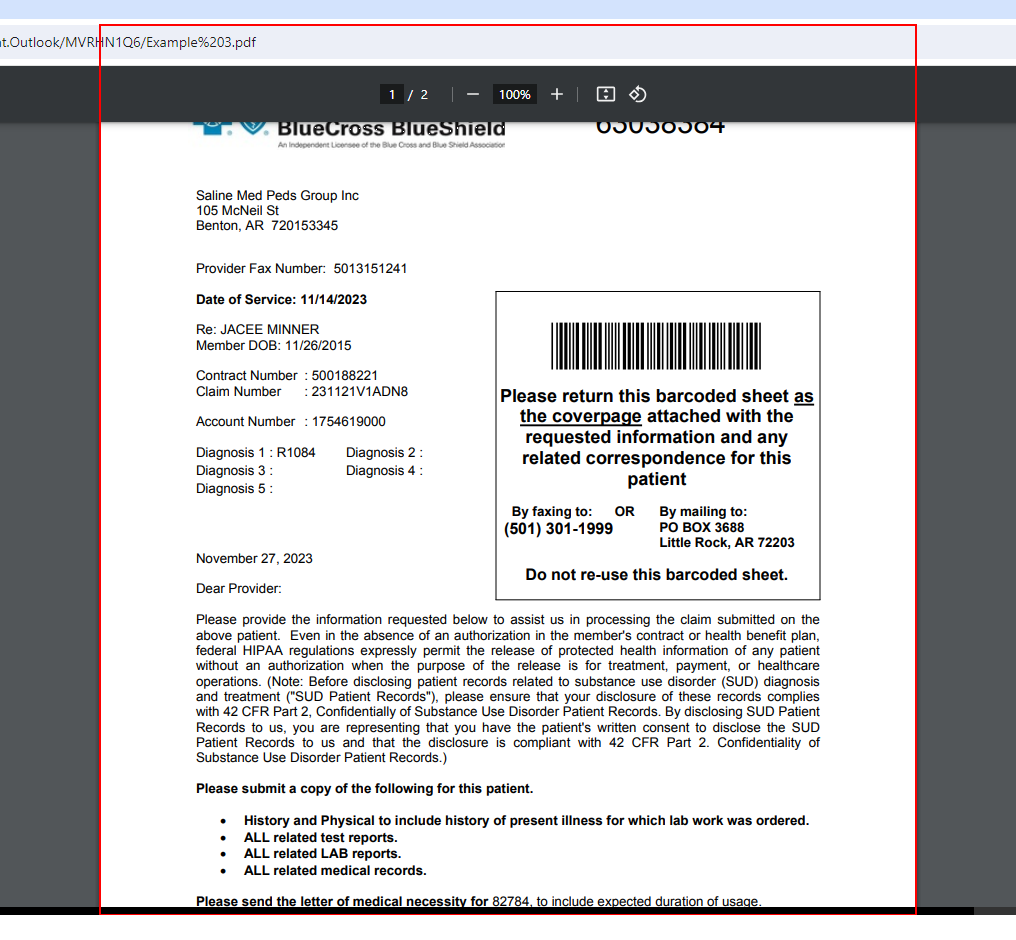 t.Outlook/MVRHN1Q6/Example%203.pdf
1 / 2
100%
BlueCross BlueShield
An Independent Licensee of the Blue Cross and Blue Shield Association
63038384
Saline Med Peds Group Inc
105 McNeil St
Benton, AR 720153345
Provider Fax Number: 5013151241
Date of Service: 11/14/2023
Re: JACEE MINNER
Member DOB: 11/26/2015
Contract Number : 500188221
Claim Number : 231121V1ADN8
Account Number : 1754619000
Diagnosis 1 : R1084 Diagnosis 2 :
Diagnosis 3 : Diagnosis 4 :
Diagnosis 5 :
Please return this barcoded sheet as
the coverpage attached with the
requested information and any
related correspondence for this
patient
By faxing to: OR By mailing to:
(501) 301-1999 PO BOX 3688
Little Rock, AR 72203
Do not re-use this barcoded sheet.
November 27, 2023
Dear Provider:
Please provide the information requested below to assist us in processing the claim submitted on the
above patient. Even in the absence of an authorization in the member's contract or health benefit plan,
federal HIPAA regulations expressly permit the release of protected health information of any patient
without an authorization when the purpose of the release is for treatment, payment, or healthcare
operations. (Note: Before disclosing patient records related to substance use disorder (SUD) diagnosis
and treatment ("SUD Patient Records"), please ensure that your disclosure of these records complies
with 42 CFR Part 2, Confidentially of Substance Use Disorder Patient Records. By disclosing SUD Patient
Records to us, you are representing that you have the patient's written consent to disclose the SUD
Patient Records to us and that the disclosure is compliant with 42 CFR Part 2. Confidentiality of
Substance Use Disorder Patient Records.)
Please submit a copy of the following for this patient.
• History and Physical to include history of present illness for which lab work was ordered.
• ALL related test reports.
• ALL related LAB reports.
• ALL related medical records.
Please send the letter of medical necessity for 82784, to include expected duration of usage.